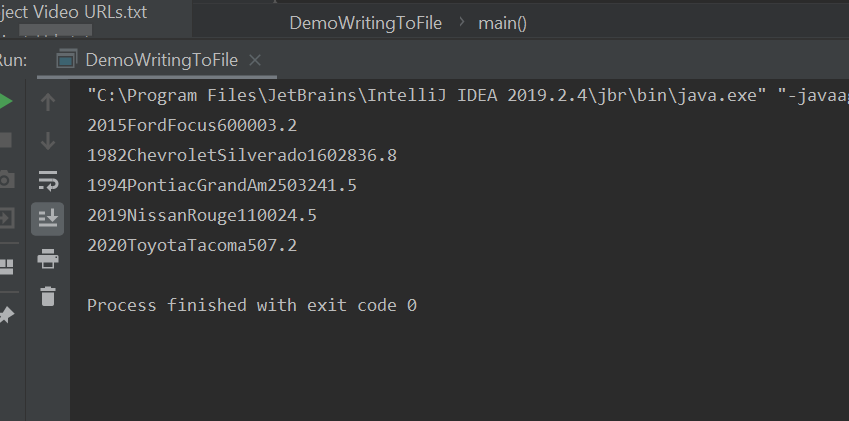 ject Video URLs.txt
DemoWritingToFile > main()
Run: DemoWritingToFile ×
"C:\Program Files\JetBrains\IntelliJ IDEA 2019.2.4\jbr\bin\java.exe" "-javaag
2015FordFocus600003.2
1982ChevroletSilverado1602836.8
1994PontiacGrandAm2503241.5
2019NissanRouge110024.5
2020ToyotaTacoma507.2
Process finished with exit code 0